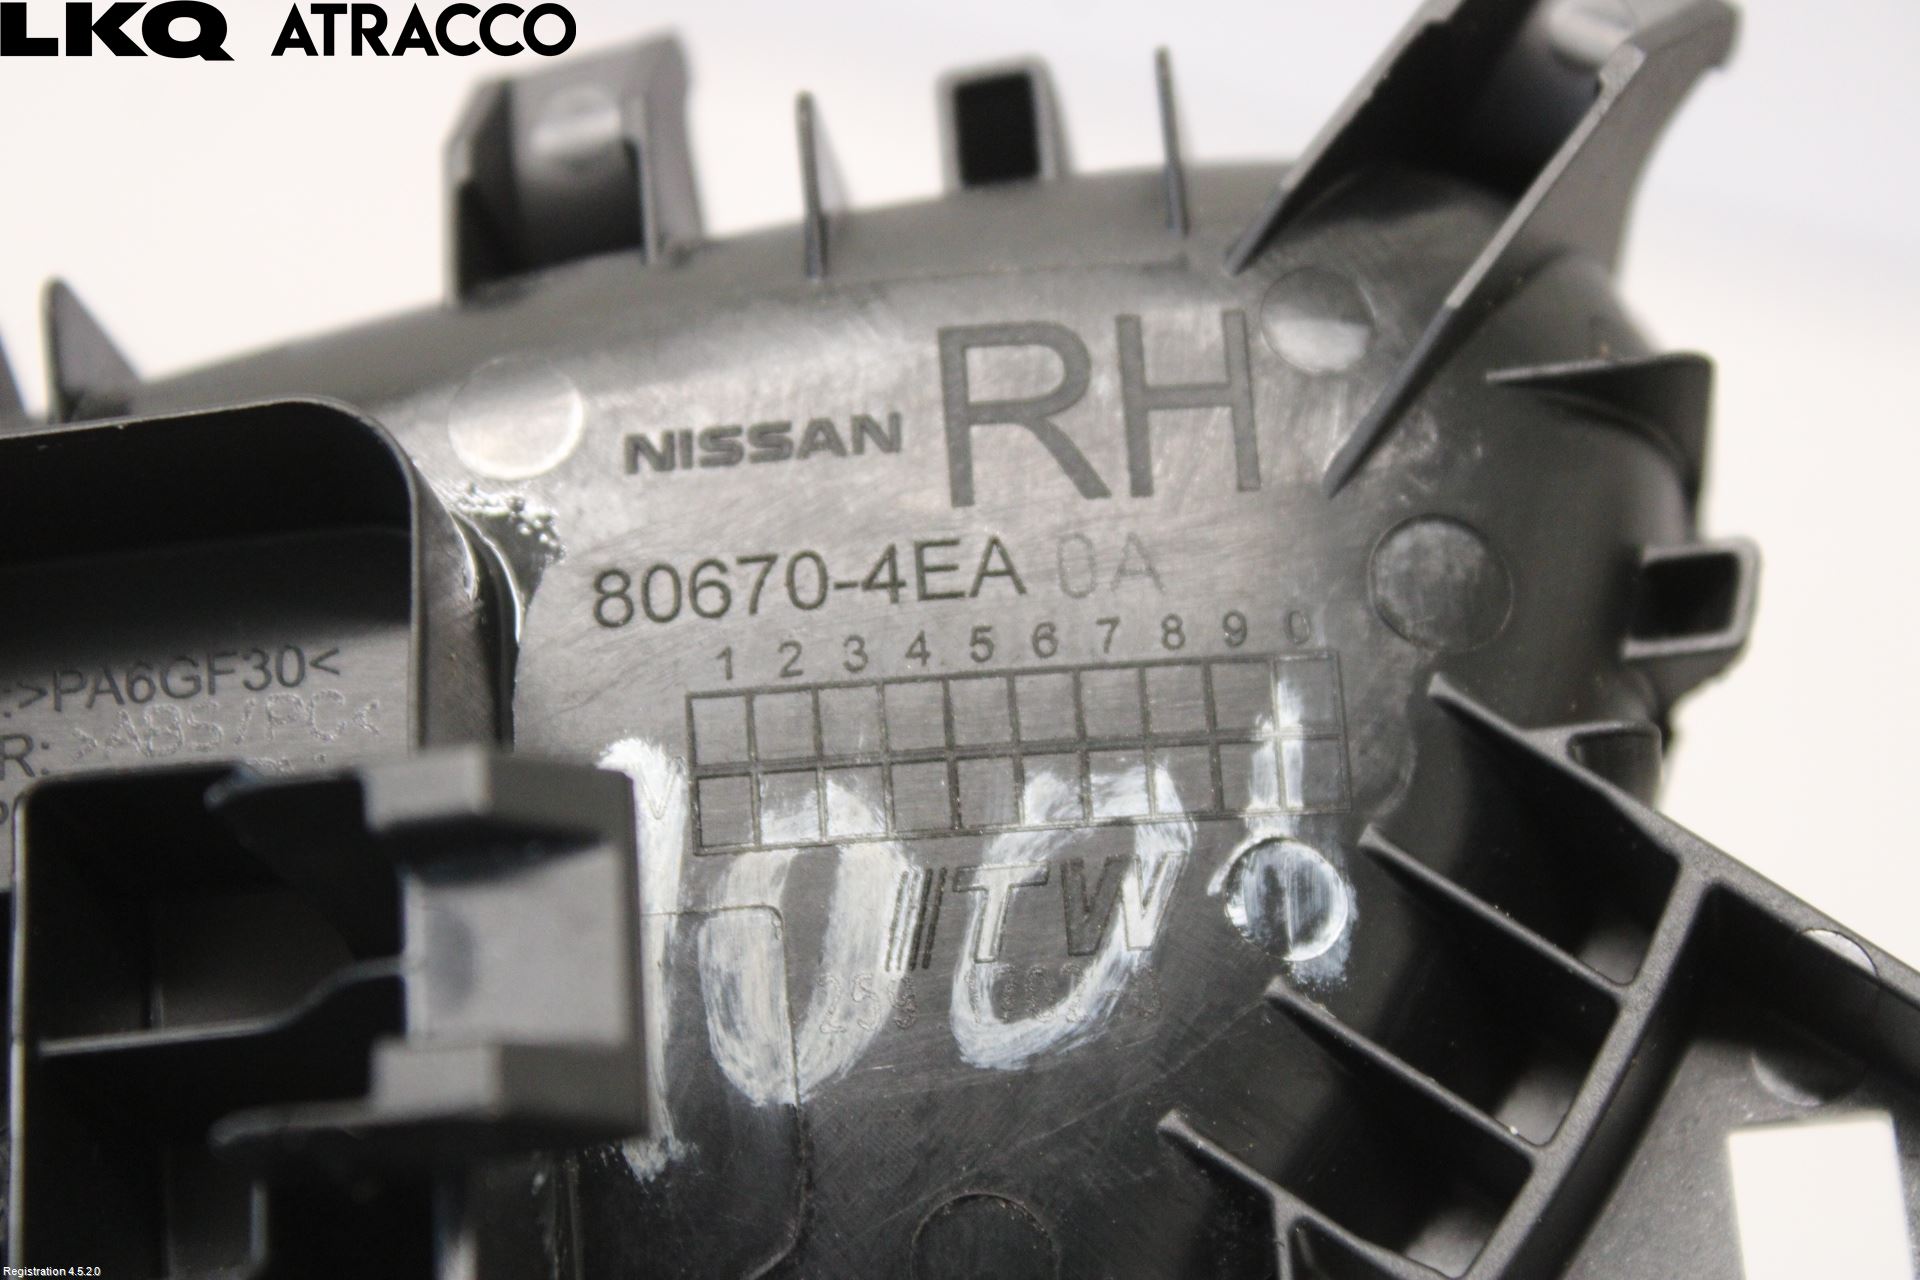 LKQ ATRACCO
NISSAN RH
80670-4EA 0A
1 2 3 4 5 6 7 8 9 0
>PA6GF30<
R: >ABS/PC<
ITW
Registration 4.5.2.0